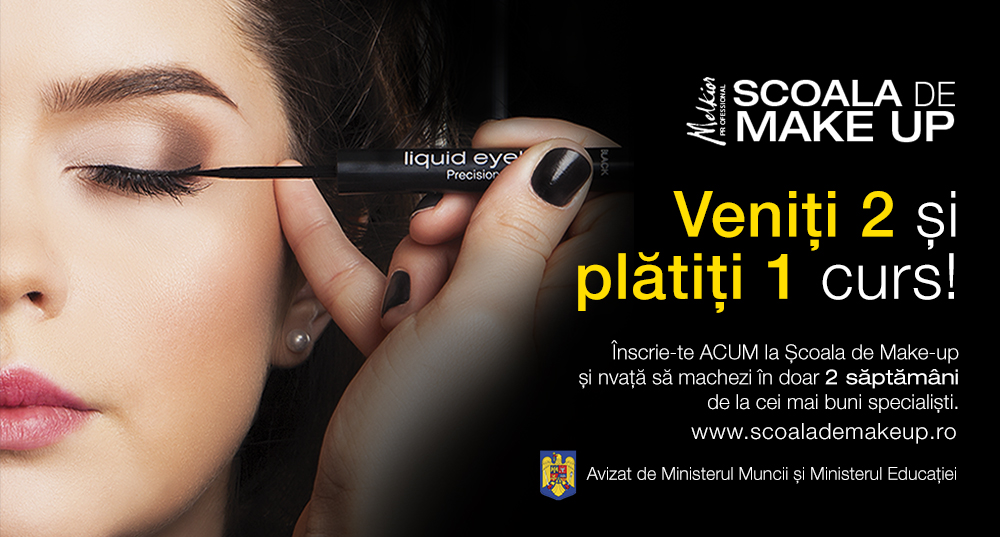 Melkior
PROFESSIONAL
SCOALA DE
MAKE UP
liquid eye
Precision
BLACK
Veniți 2 și
plătiți 1 curs!
Înscrie-te ACUM la Școala de Make-up
și nvață să machezi în doar 2 săptămâni
de la cei mai buni specialiști.
www.scoalademakeup.ro
Avizat de Ministerul Muncii și Ministerul Educației